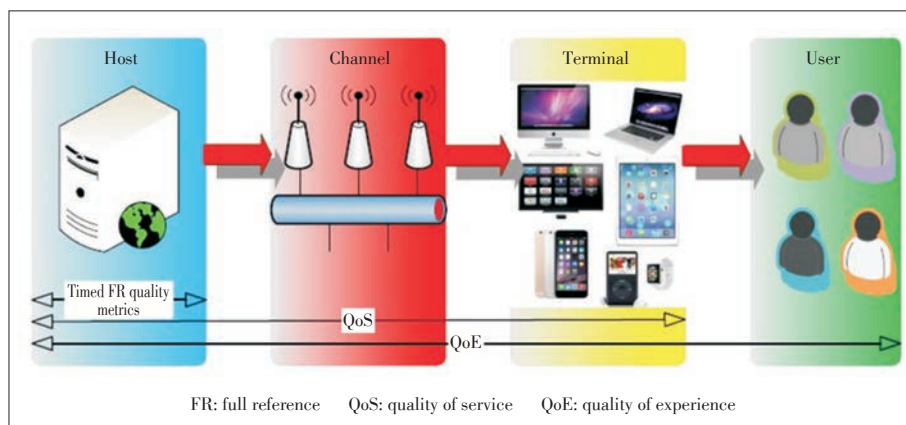 Host
Channel
Terminal
User
Timed FR quality
metrics
QoS
QoE
FR: full reference QoS: quality of service QoE: quality of experience